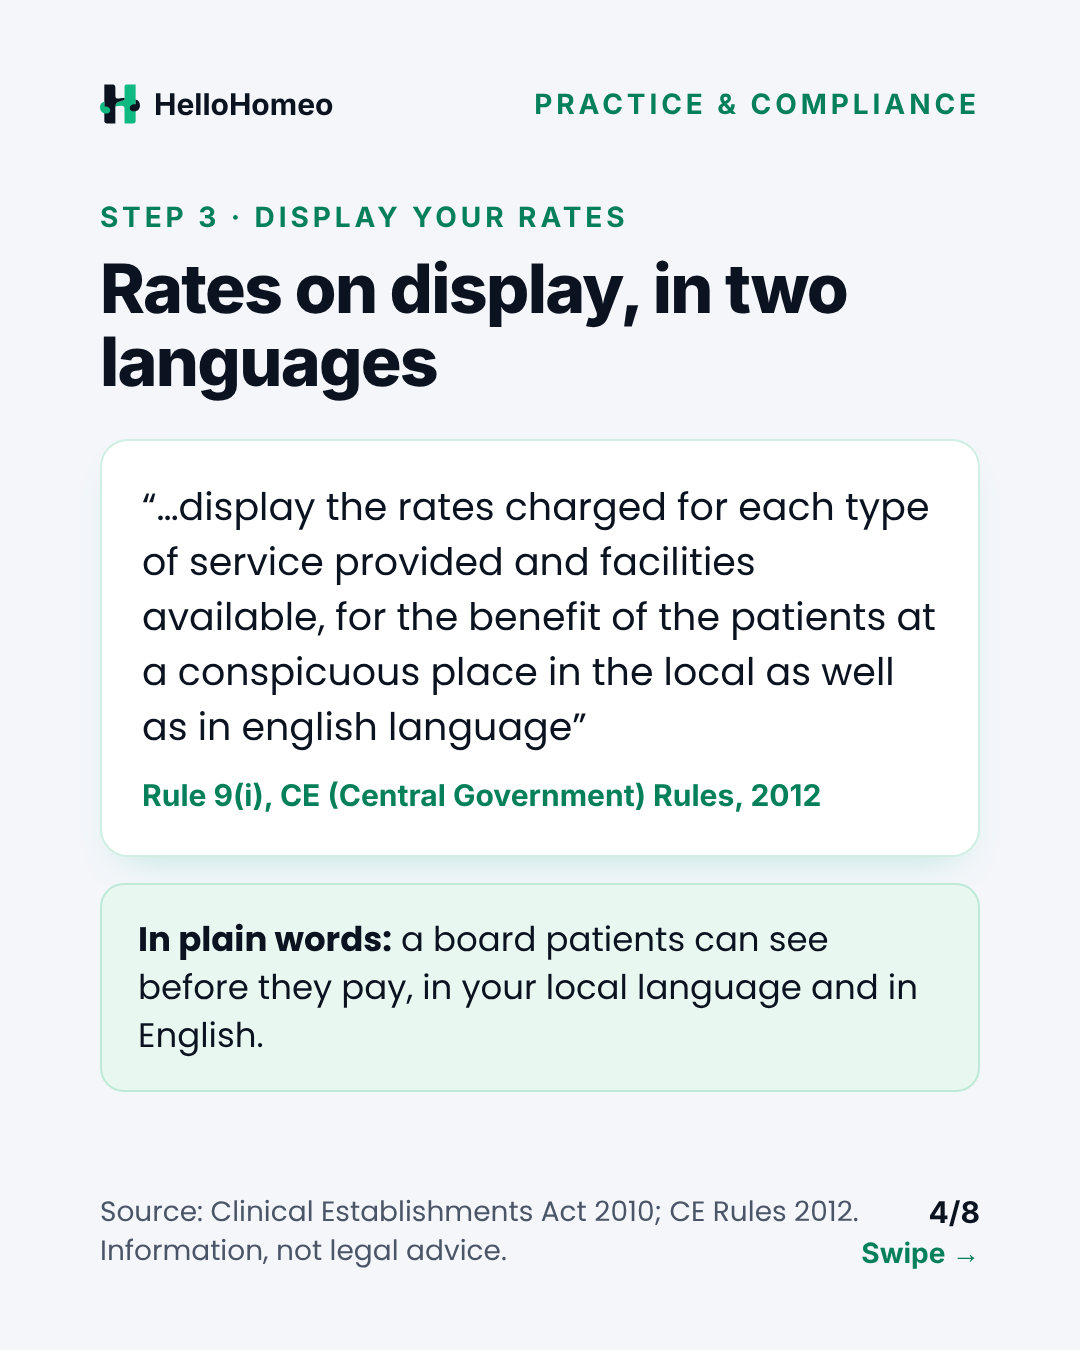 HelloHomeo
PRACTICE & COMPLIANCE
STEP 3 · DISPLAY YOUR RATES
Rates on display, in two
languages
“…display the rates charged for each type
of service provided and facilities
available, for the benefit of the patients at
a conspicuous place in the local as well
as in english language”
Rule 9(i), CE (Central Government) Rules, 2012
In plain words: a board patients can see
before they pay, in your local language and in
English.
Source: Clinical Establishments Act 2010; CE Rules 2012.
Information, not legal advice.
4/8
Swipe →